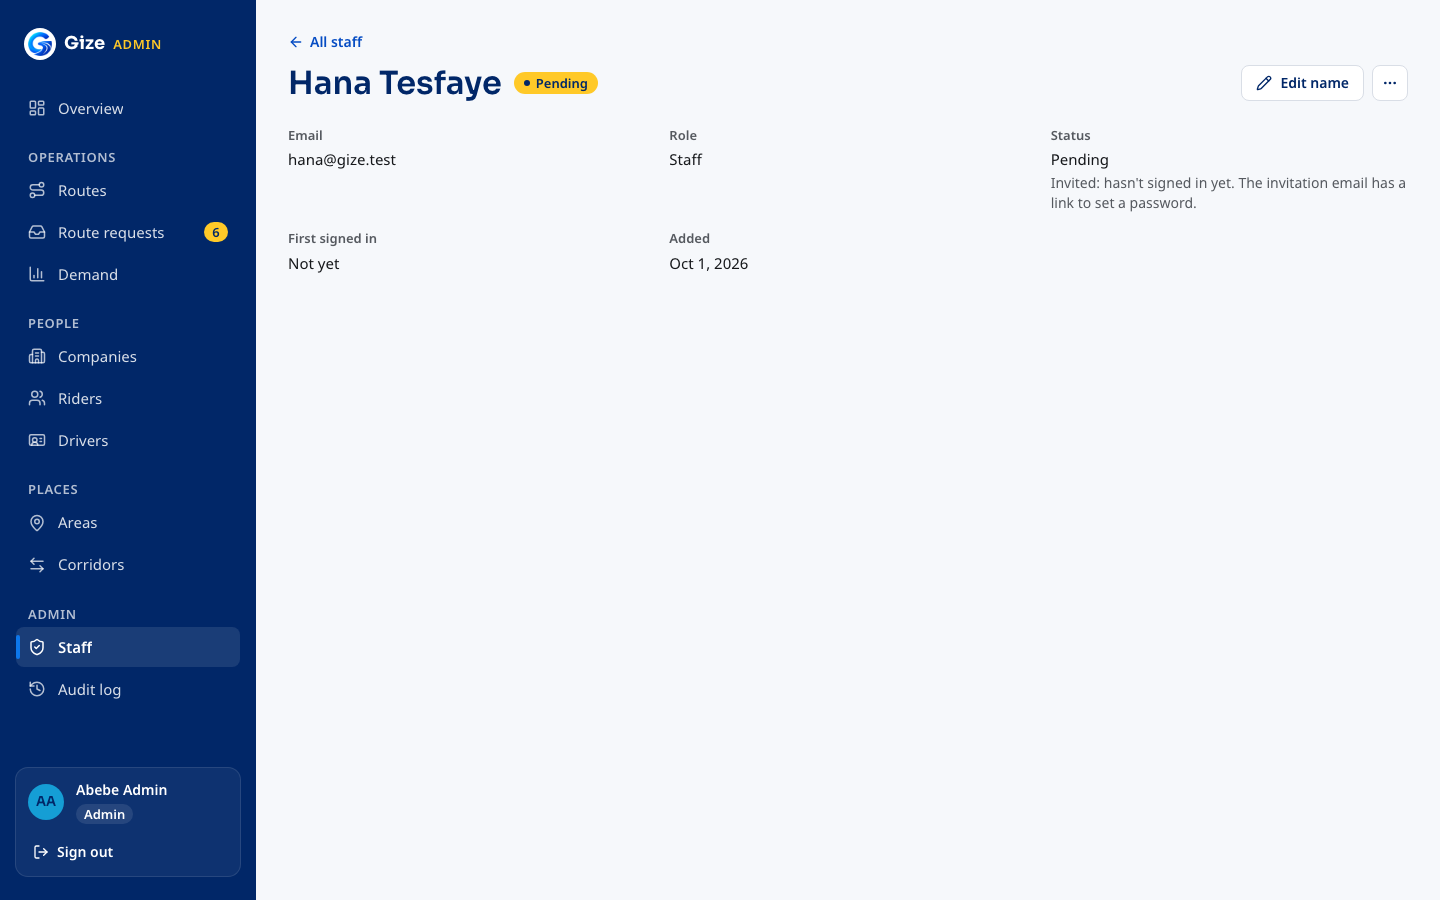 Gize ADMIN
Overview
OPERATIONS
Routes
Route requests 6
Demand
PEOPLE
Companies
Riders
Drivers
PLACES
Areas
Corridors
ADMIN
Staff
Audit log
AA
Abebe Admin
Admin
Sign out
All staff
Hana Tesfaye
Pending
Edit name
Email
hana@gize.test
Role
Staff
Status
Pending
Invited: hasn't signed in yet. The invitation email has a
link to set a password.
First signed in
Not yet
Added
Oct 1, 2026